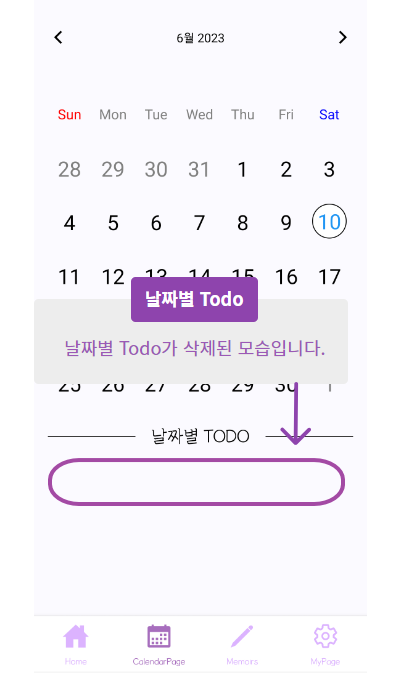 6월 2023
Sun Mon Tue Wed Thu Fri Sat
28 29 30 31 1 2 3
4 5 6 7 8 9 10
11 12 13 14 15 16 17
날짜별 Todo
날짜별 Todo가 삭제된 모습입니다.
25 26 27 28 29 30 1
날짜별 TODO
Home CalendarPage Memoirs MyPage